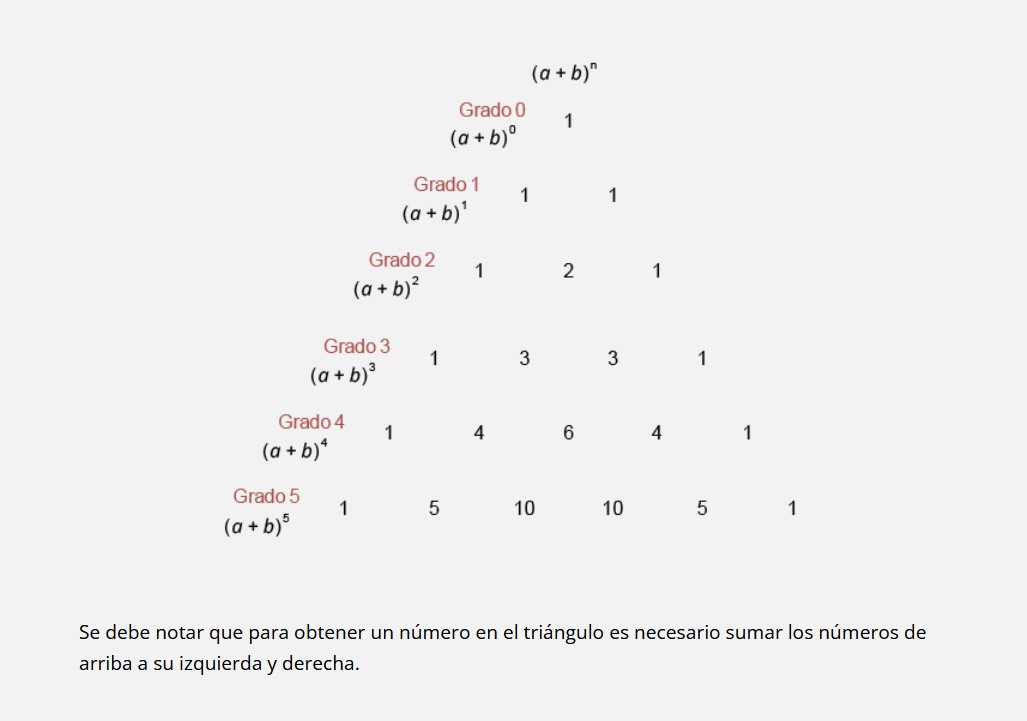 (a + b)ⁿ
Grado 0
1
(a + b)⁰
Grado 1
1 1
(a + b)¹
Grado 2
1 2 1
(a + b)²
Grado 3
1 3 3 1
(a + b)³
Grado 4
1 4 6 4 1
(a + b)⁴
Grado 5
1 5 10 10 5 1
(a + b)⁵
Se debe notar que para obtener un número en el triángulo es necesario sumar los números de
arriba a su izquierda y derecha.